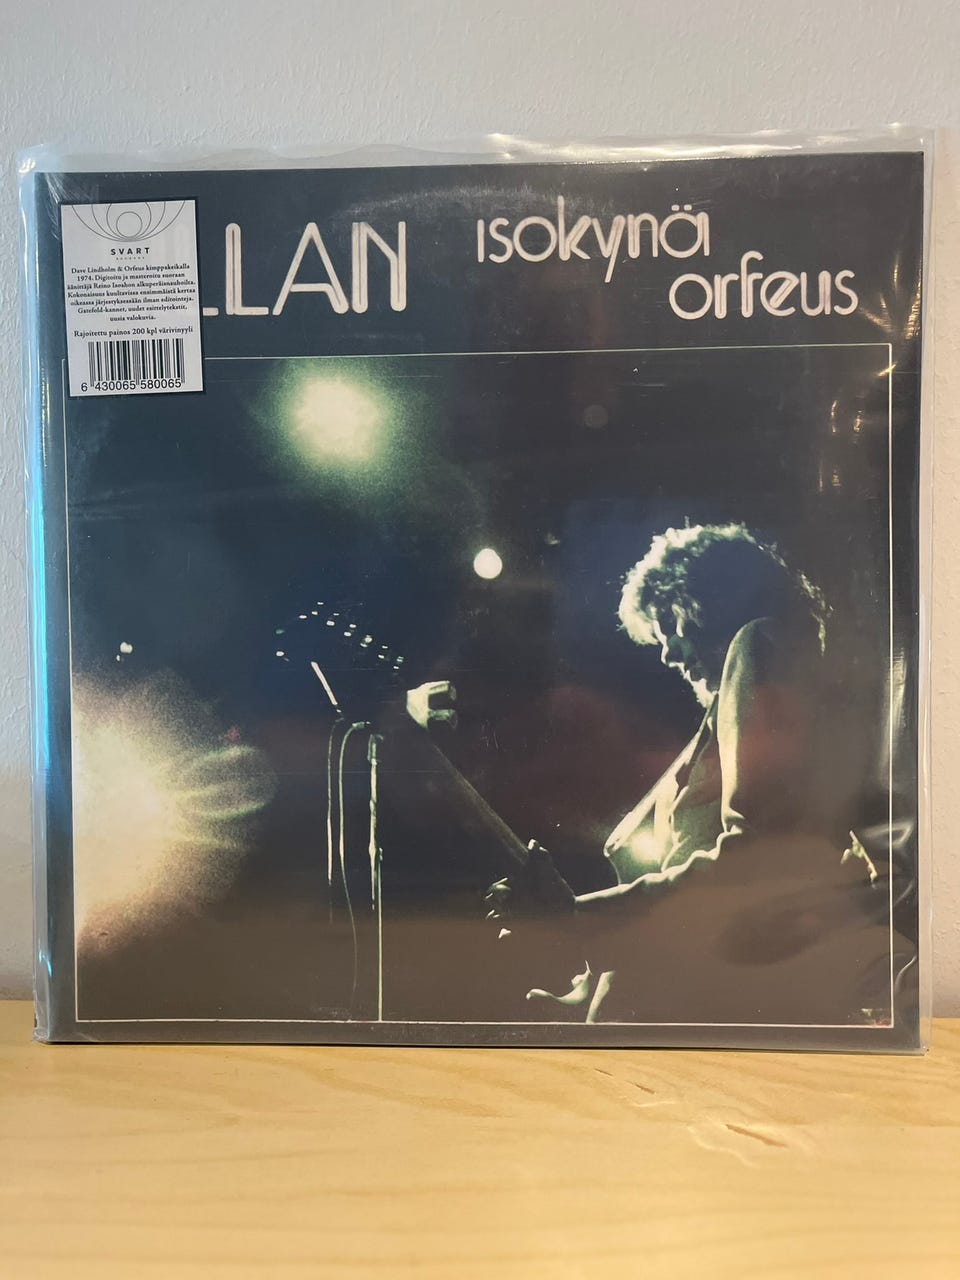 LLAN
isokynä
orfeus
SVART
RECORDS
Dave Lindholm & Orfeus kimppakeikalla
1974. Digitoitu ja masteroitu suoraan
äänittäjä Reino Isoahon alkuperäisnauhoilta.
Kokonaisuus kuultavissa ensimmäistä kertaa
oikeassa järjestyksessään ilman editointeja.
Gatefold-kannet, uudet esittelytekstit,
uusia valokuvia.
Rajoitettu painos 200 kpl värivinyyli
6 430065 580065